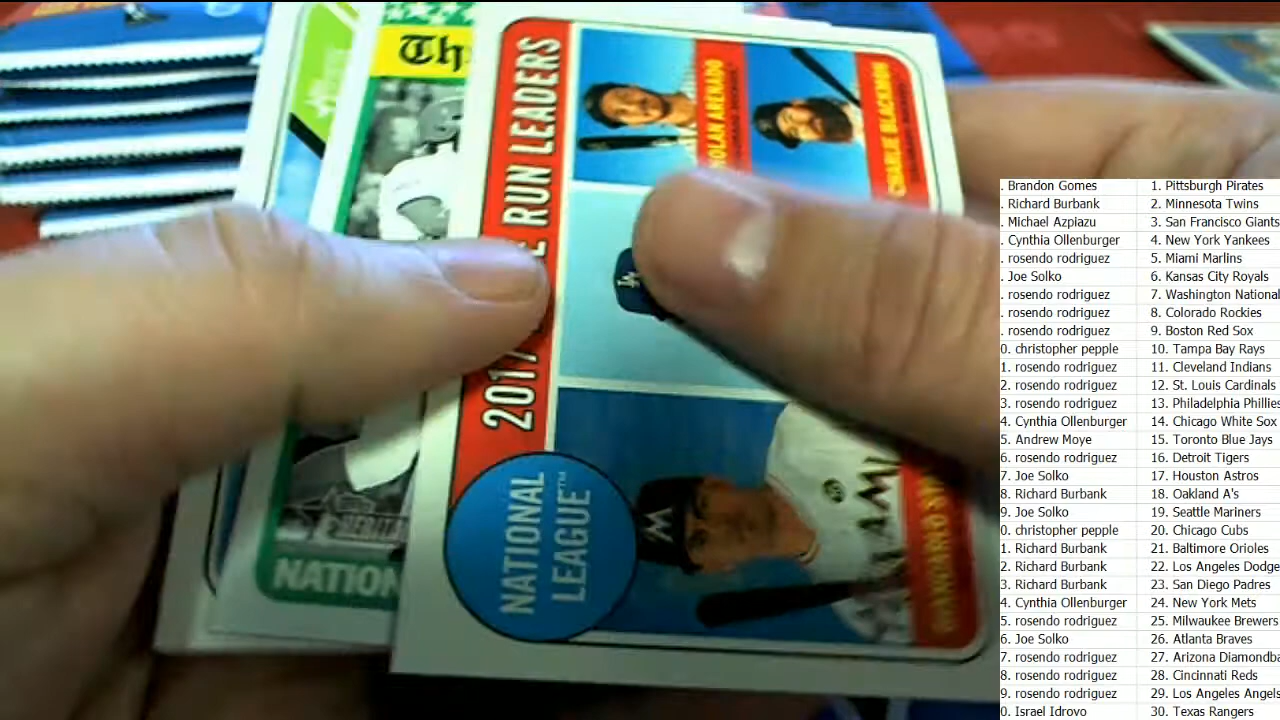 Th
2017 RUN LEADERS
NOLAN ARENADO
CHARLIE BLACKMON
NATIONAL
LEAGUE™
NATION
. Brandon Gomes 1. Pittsburgh Pirates
. Richard Burbank 2. Minnesota Twins
. Michael Azpiazu 3. San Francisco Giants
. Cynthia Ollenburger 4. New York Yankees
. rosendo rodriguez 5. Miami Marlins
. Joe Solko 6. Kansas City Royals
. rosendo rodriguez 7. Washington National
. rosendo rodriguez 8. Colorado Rockies
. rosendo rodriguez 9. Boston Red Sox
0. christopher pepple 10. Tampa Bay Rays
1. rosendo rodriguez 11. Cleveland Indians
2. rosendo rodriguez 12. St. Louis Cardinals
3. rosendo rodriguez 13. Philadelphia Phillies
4. Cynthia Ollenburger 14. Chicago White Sox
5. Andrew Moye 15. Toronto Blue Jays
6. rosendo rodriguez 16. Detroit Tigers
7. Joe Solko 17. Houston Astros
8. Richard Burbank 18. Oakland A's
9. Joe Solko 19. Seattle Mariners
0. christopher pepple 20. Chicago Cubs
1. Richard Burbank 21. Baltimore Orioles
2. Richard Burbank 22. Los Angeles Dodge
3. Richard Burbank 23. San Diego Padres
4. Cynthia Ollenburger 24. New York Mets
5. rosendo rodriguez 25. Milwaukee Brewers
6. Joe Solko 26. Atlanta Braves
7. rosendo rodriguez 27. Arizona Diamondba
8. rosendo rodriguez 28. Cincinnati Reds
9. rosendo rodriguez 29. Los Angeles Angels
0. Israel Idrovo 30. Texas Rangers